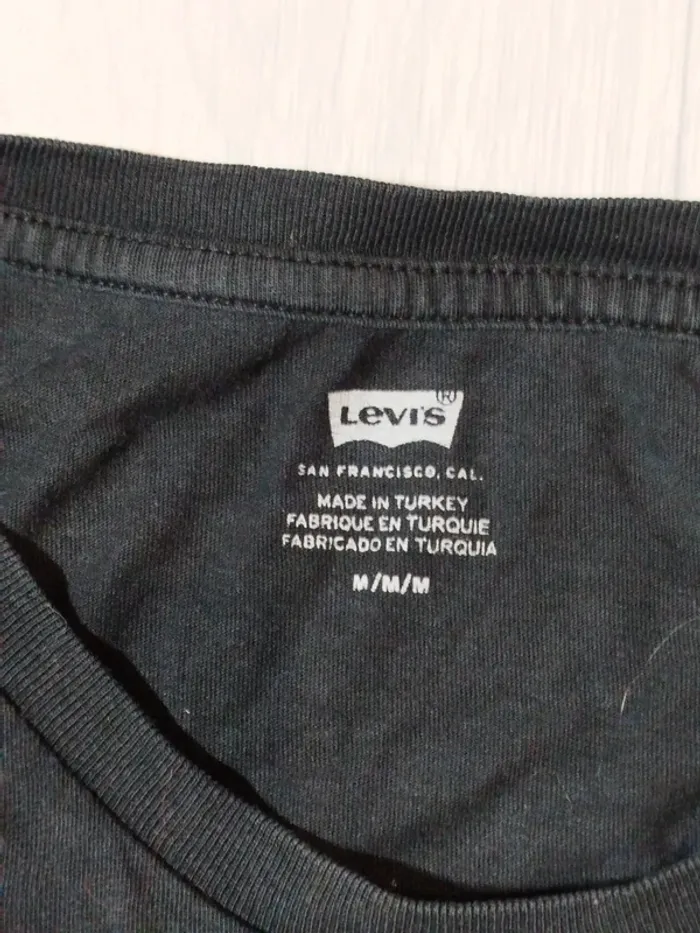 Levi's ®
SAN FRANCISCO, CAL.
MADE IN TURKEY
FABRIQUE EN TURQUIE
FABRICADO EN TURQUIA
M/M/M